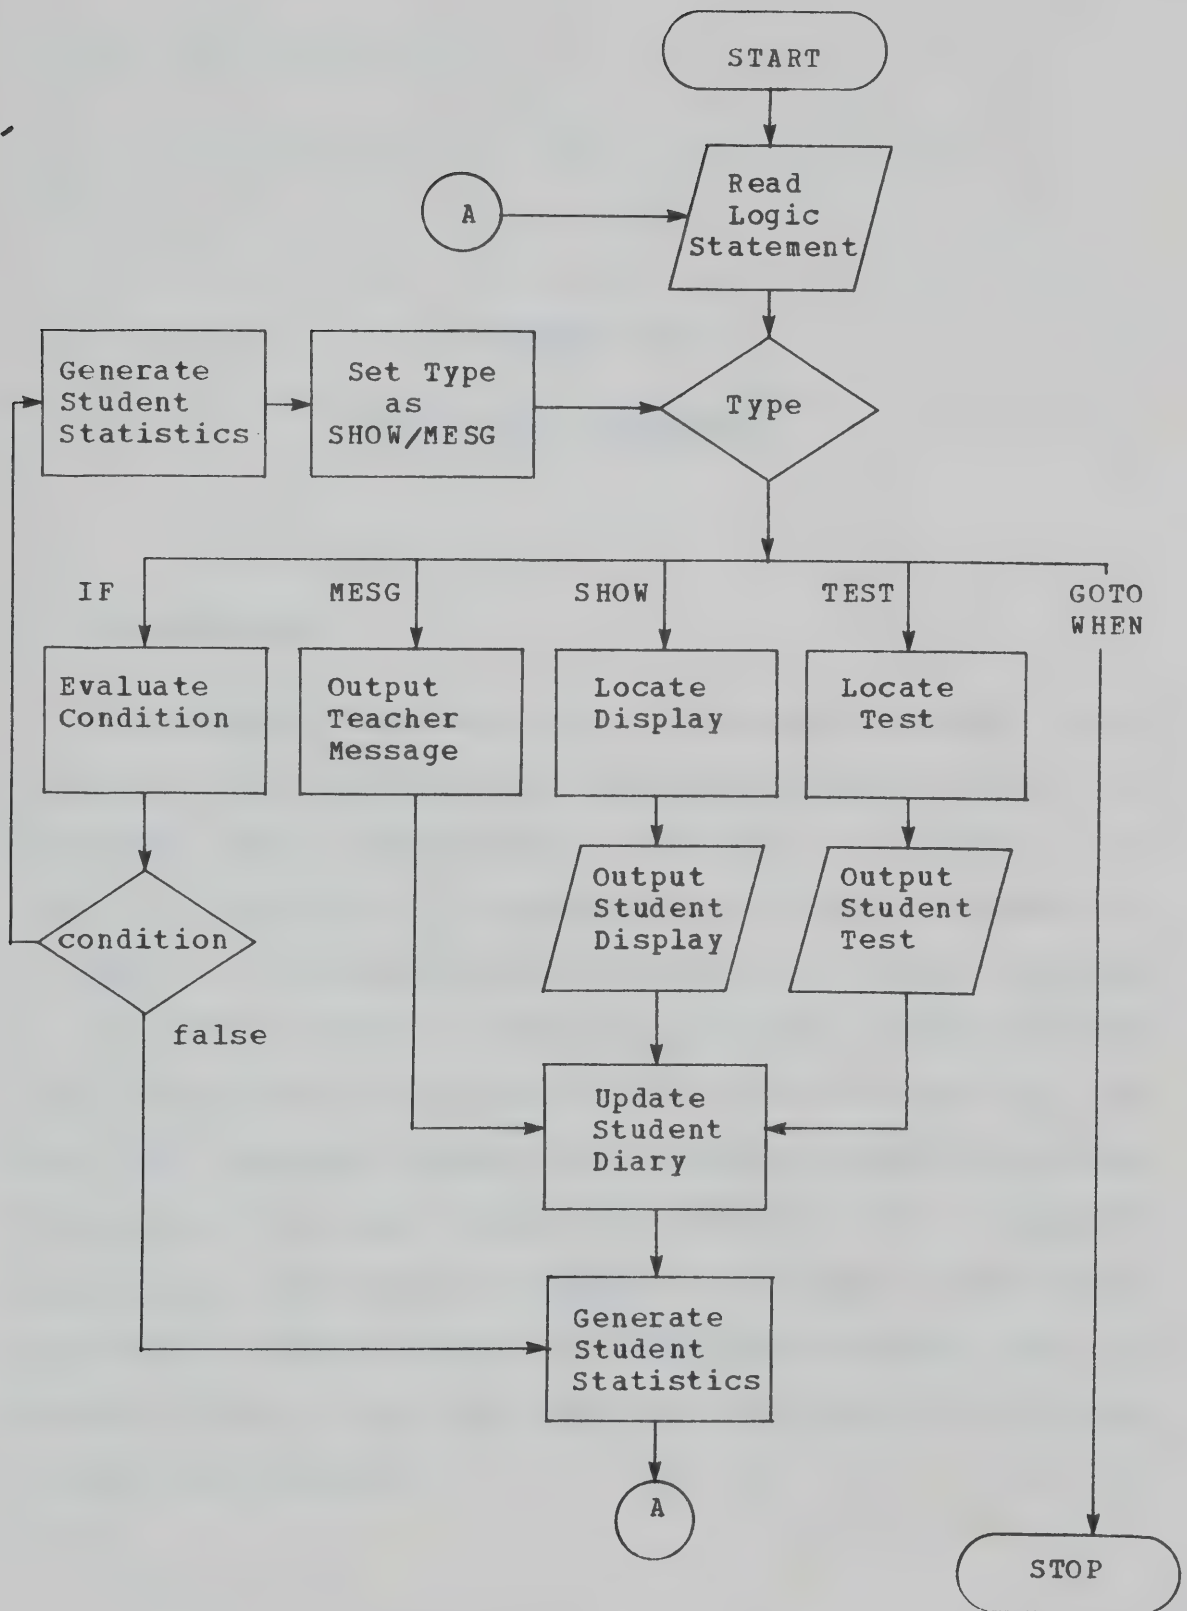 START
A
Read
Logic
Statement
Generate
Student
Statistics
Set Type
as
SHOW/MESG
Type
IF
MESG
SHOW
TEST
GOTO
WHEN
Evaluate
Condition
Output
Teacher
Message
Locate
Display
Locate
Test
condition
false
Output
Student
Display
Output
Student
Test
Update
Student
Diary
Generate
Student
Statistics
A
STOP